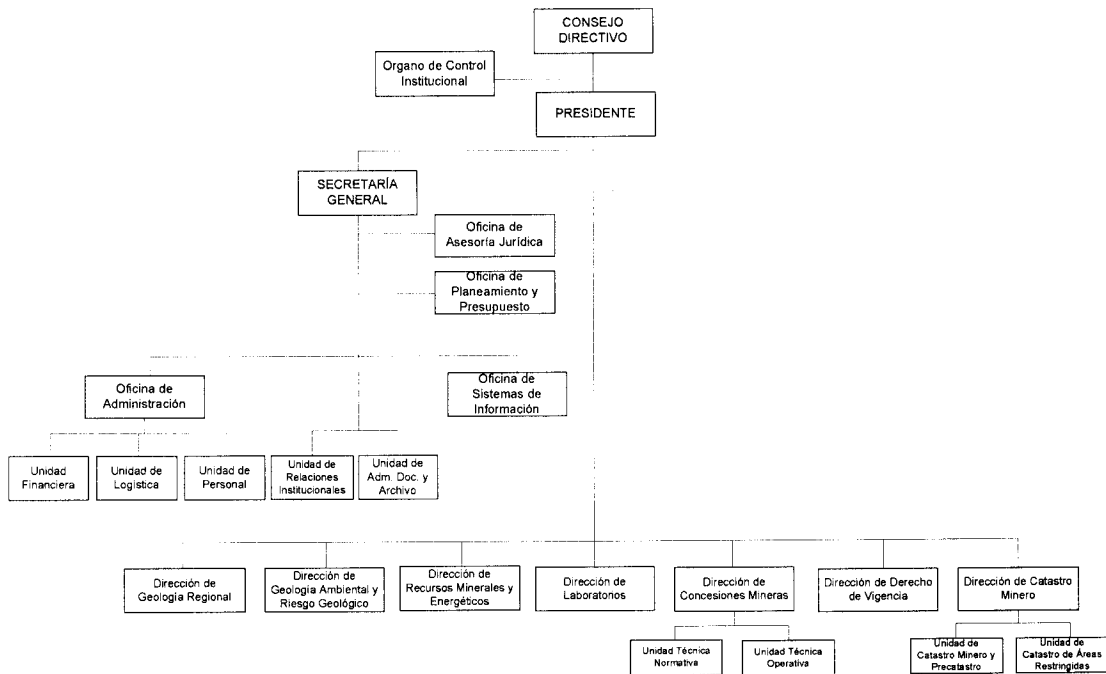 CONSEJO
DIRECTIVO
Organo de Control
Institucional
PRESIDENTE
SECRETARÍA
GENERAL
Oficina de
Asesoría Jurídica
Oficina de
Planeamiento y
Presupuesto
Oficina de
Administración
Oficina de
Sistemas de
Información
Unidad
Financiera
Unidad de
Logística
Unidad de
Personal
Unidad de
Relaciones
Institucionales
Unidad de
Adm. Doc. y
Archivo
Dirección de
Geología Regional
Dirección de
Geología Ambiental y
Riesgo Geológico
Dirección de
Recursos Minerales y
Energéticos
Dirección de
Laboratorios
Dirección de
Concesiones Mineras
Dirección de Derecho
de Vigencia
Dirección de Catastro
Minero
Unidad Técnica
Normativa
Unidad Técnica
Operativa
Unidad de
Catastro Minero y
Precatastro
Unidad de
Catastro de Áreas
Restringidas